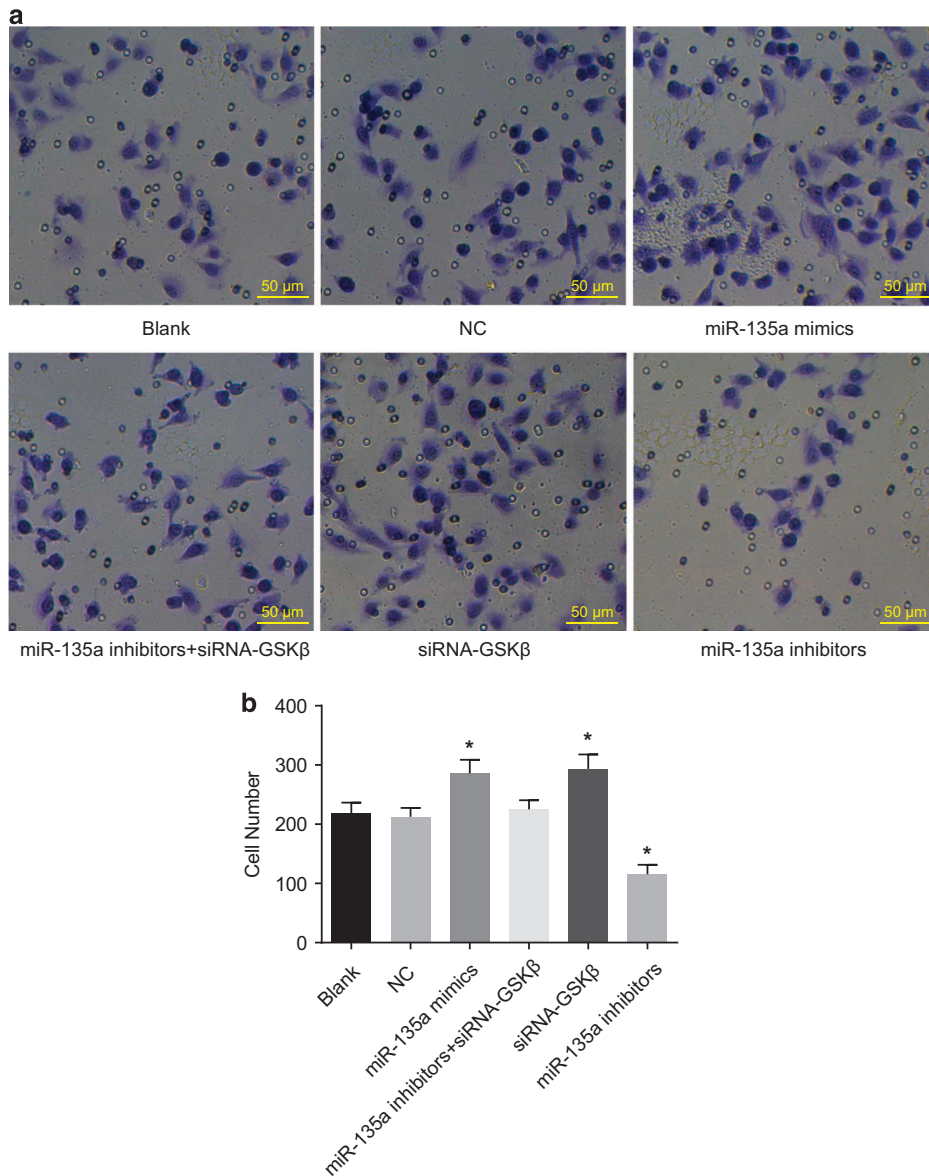 a
50 µm
50 µm
50 µm
Blank
NC
miR-135a mimics
50 µm
50 µm
50 µm
miR-135a inhibitors+siRNA-GSKβ
siRNA-GSKβ
miR-135a inhibitors
b
400
300
200
100
0
Cell Number
*
*
*
Blank
NC
miR-135a mimics
miR-135a inhibitors+siRNA-GSKβ
siRNA-GSKβ
miR-135a inhibitors